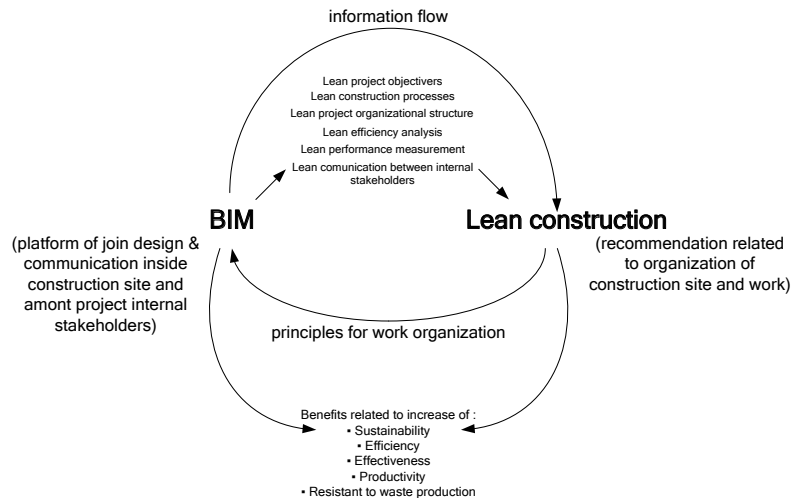 information flow
Lean project objectivers
Lean construction processes
Lean project organizational structure
Lean efficiency analysis
Lean performance measurement
Lean comunication between internal
stakeholders
BIM
(platform of join design &
communication inside
construction site and
amont project internal
stakeholders)
Lean construction
(recommendation related
to organization of
construction site and work)
principles for work organization
Benefits related to increase of :
▪ Sustainability
▪ Efficiency
▪ Effectiveness
▪ Productivity
▪ Resistant to waste production